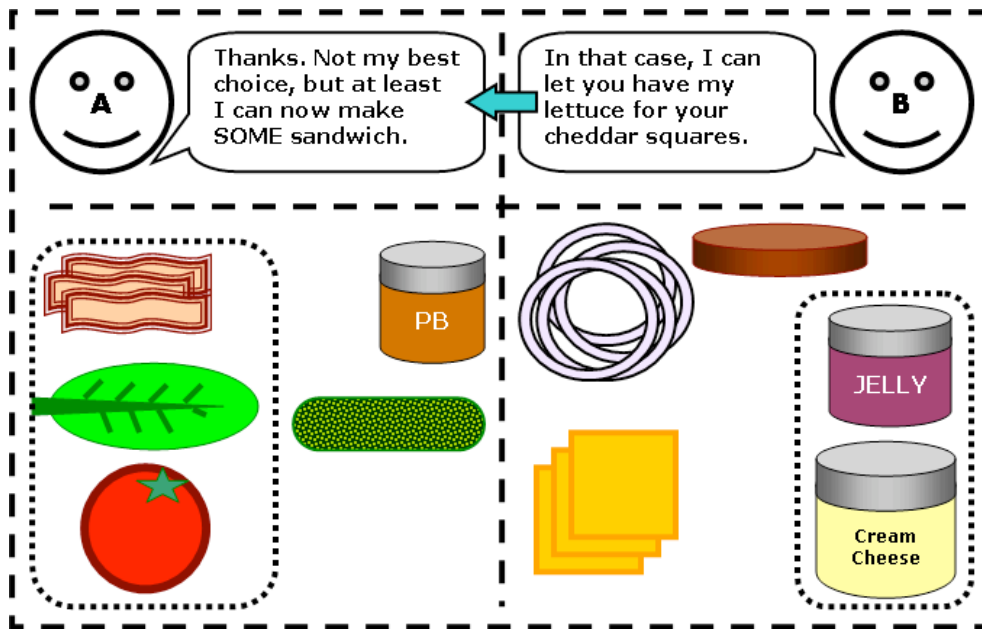 A
Thanks. Not my best
choice, but at least
I can now make
SOME sandwich.
In that case, I can
let you have my
lettuce for your
cheddar squares.
B
PB
JELLY
Cream
Cheese